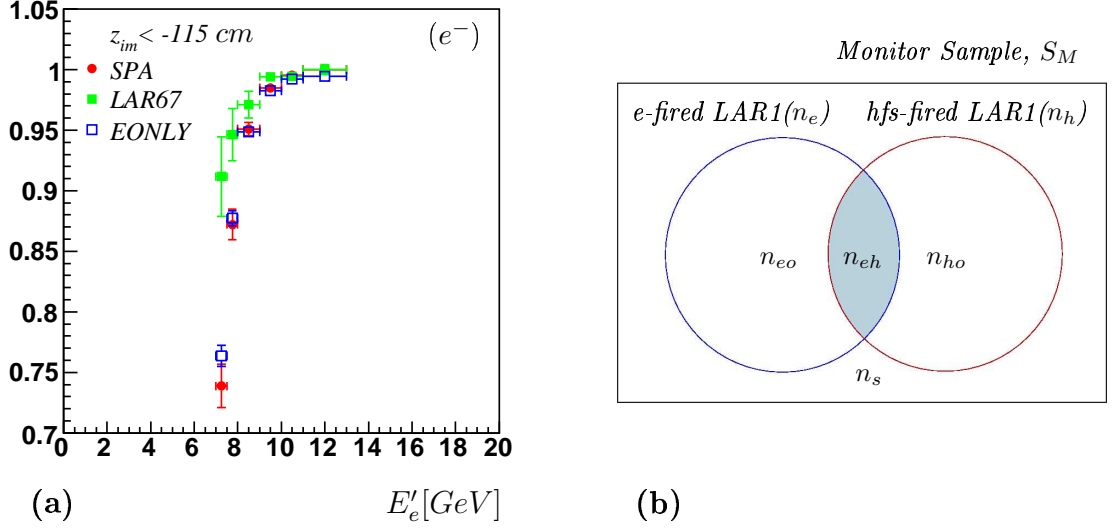 1.05
1
0.95
0.9
0.85
0.8
0.75
0.7
z_im < -115 cm
(e⁻)
SPA
LAR67
EONLY
0 2 4 6 8 10 12 14 16 18 20
(a)
E′_e[GeV]
Monitor Sample, S_M
e-fired LAR1(n_e)
hfs-fired LAR1(n_h)
n_eo
n_eh
n_ho
n_s
(b)